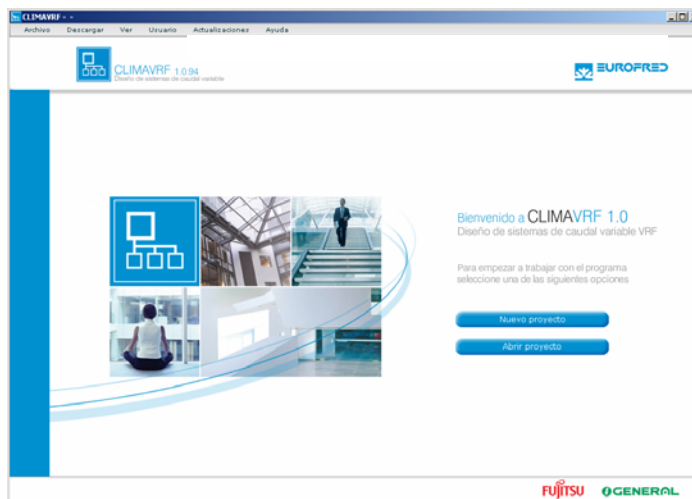 CLIMAVRF - -
Archivo Descargar Ver Usuario Actualizaciones Ayuda
CLIMAVRF 1.0.94
Diseño de sistemas de caudal variable
EUROFRED
Bienvenido a CLIMAVRF 1.0
Diseño de sistemas de caudal variable VRF
Para empezar a trabajar con el programa
seleccione una de las siguientes opciones
Nuevo proyecto
Abrir proyecto
FUJITSU GENERAL